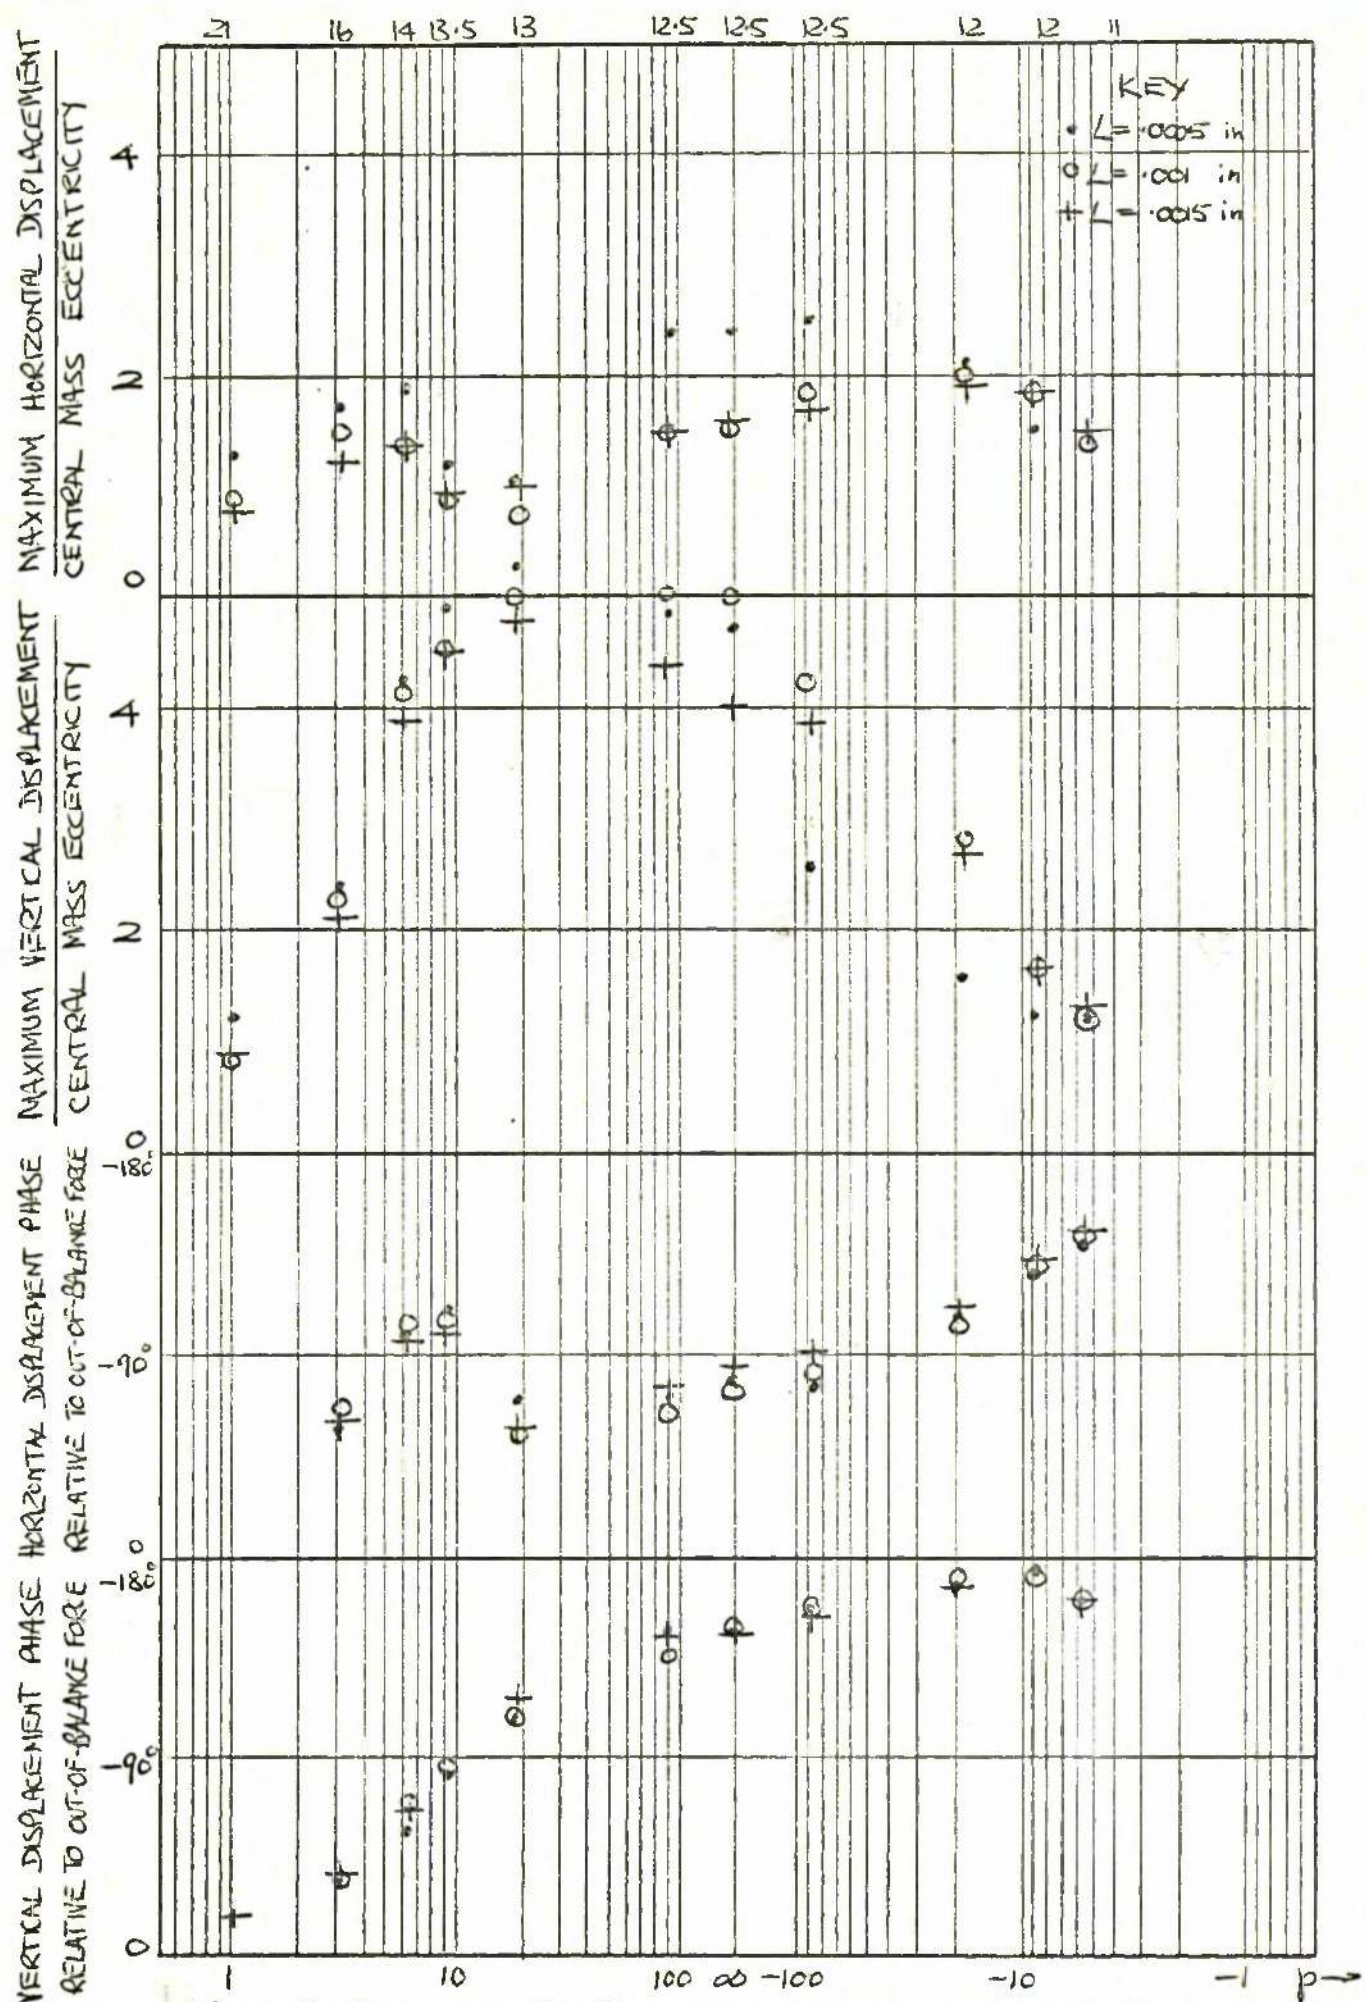 21 16 14 13.5 13 12.5 12.5 12.5 12 12 11
KEY
• L= .0005 in
o L= .001 in
+ L= .0015 in
MAXIMUM HORIZONTAL DISPLACEMENT
CENTRAL MASS ECCENTRICITY
4
2
0
MAXIMUM VERTICAL DISPLACEMENT
CENTRAL MASS ECCENTRICITY
4
2
0
HORIZONTAL DISPLACEMENT PHASE
RELATIVE TO OUT-OF-BALANCE FORCE
-180°
-90°
0
VERTICAL DISPLACEMENT PHASE
RELATIVE TO OUT-OF-BALANCE FORCE
-180°
-90°
0
1 10 100 ∞ -100 -10 -1 p→